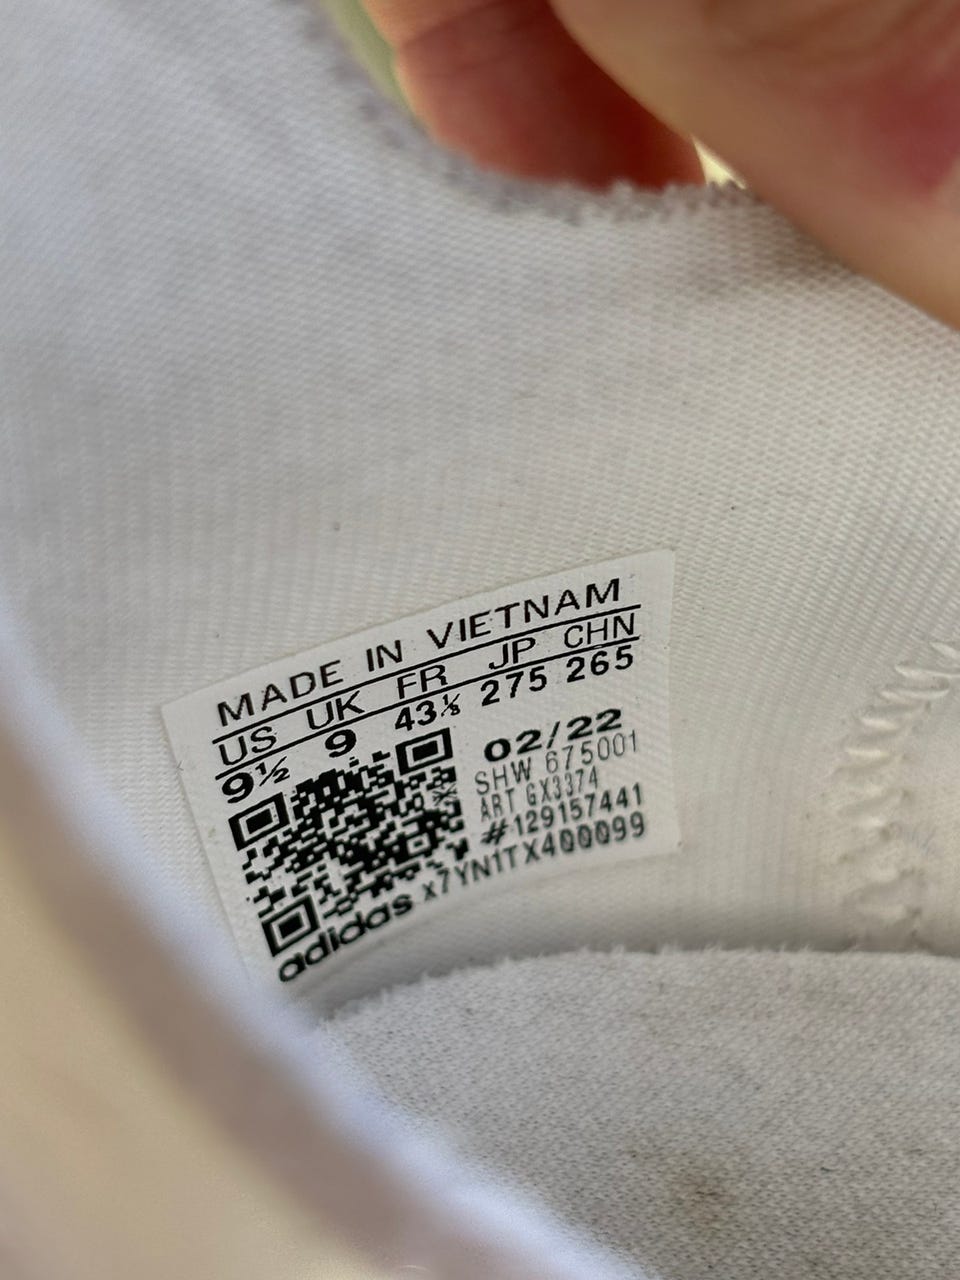 MADE IN VIETNAM
US UK FR JP CHN
9½ 9 43⅓ 275 265
02/22
SHW 675001
ART GX3374
#129157441
adidas x7YN1TX400099